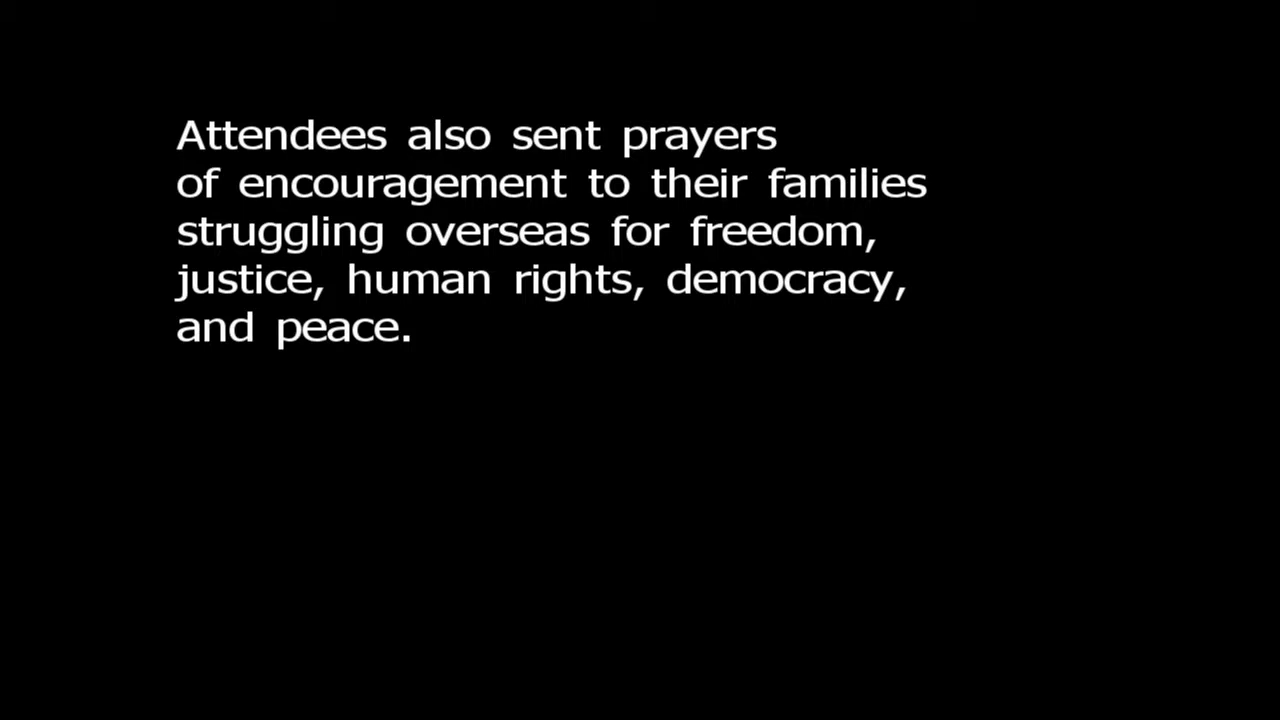 Attendees also sent prayers
of encouragement to their families
struggling overseas for freedom,
justice, human rights, democracy,
and peace.